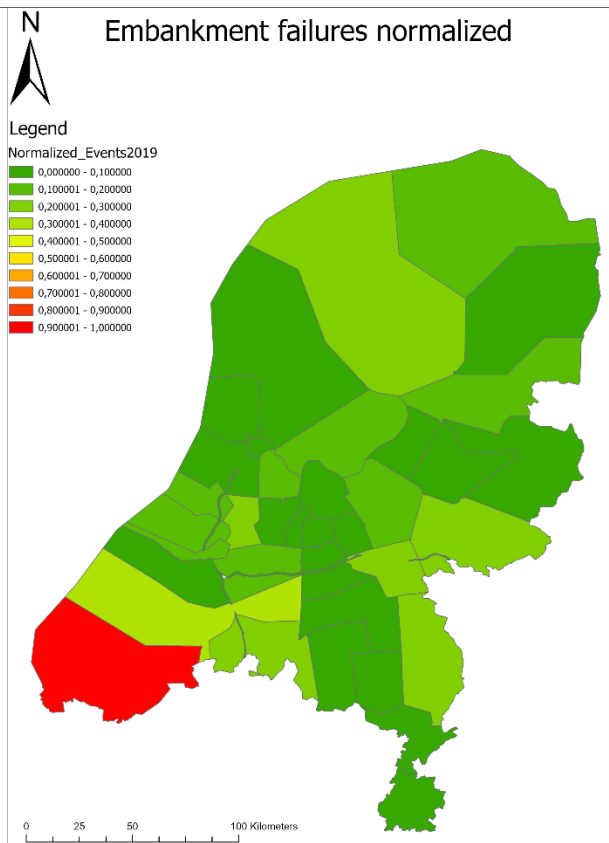 N
Embankment failures normalized
Legend
Normalized_Events2019
0,000000 - 0,100000
0,100001 - 0,200000
0,200001 - 0,300000
0,300001 - 0,400000
0,400001 - 0,500000
0,500001 - 0,600000
0,600001 - 0,700000
0,700001 - 0,800000
0,800001 - 0,900000
0,900001 - 1,000000
0 25 50 100 Kilometers